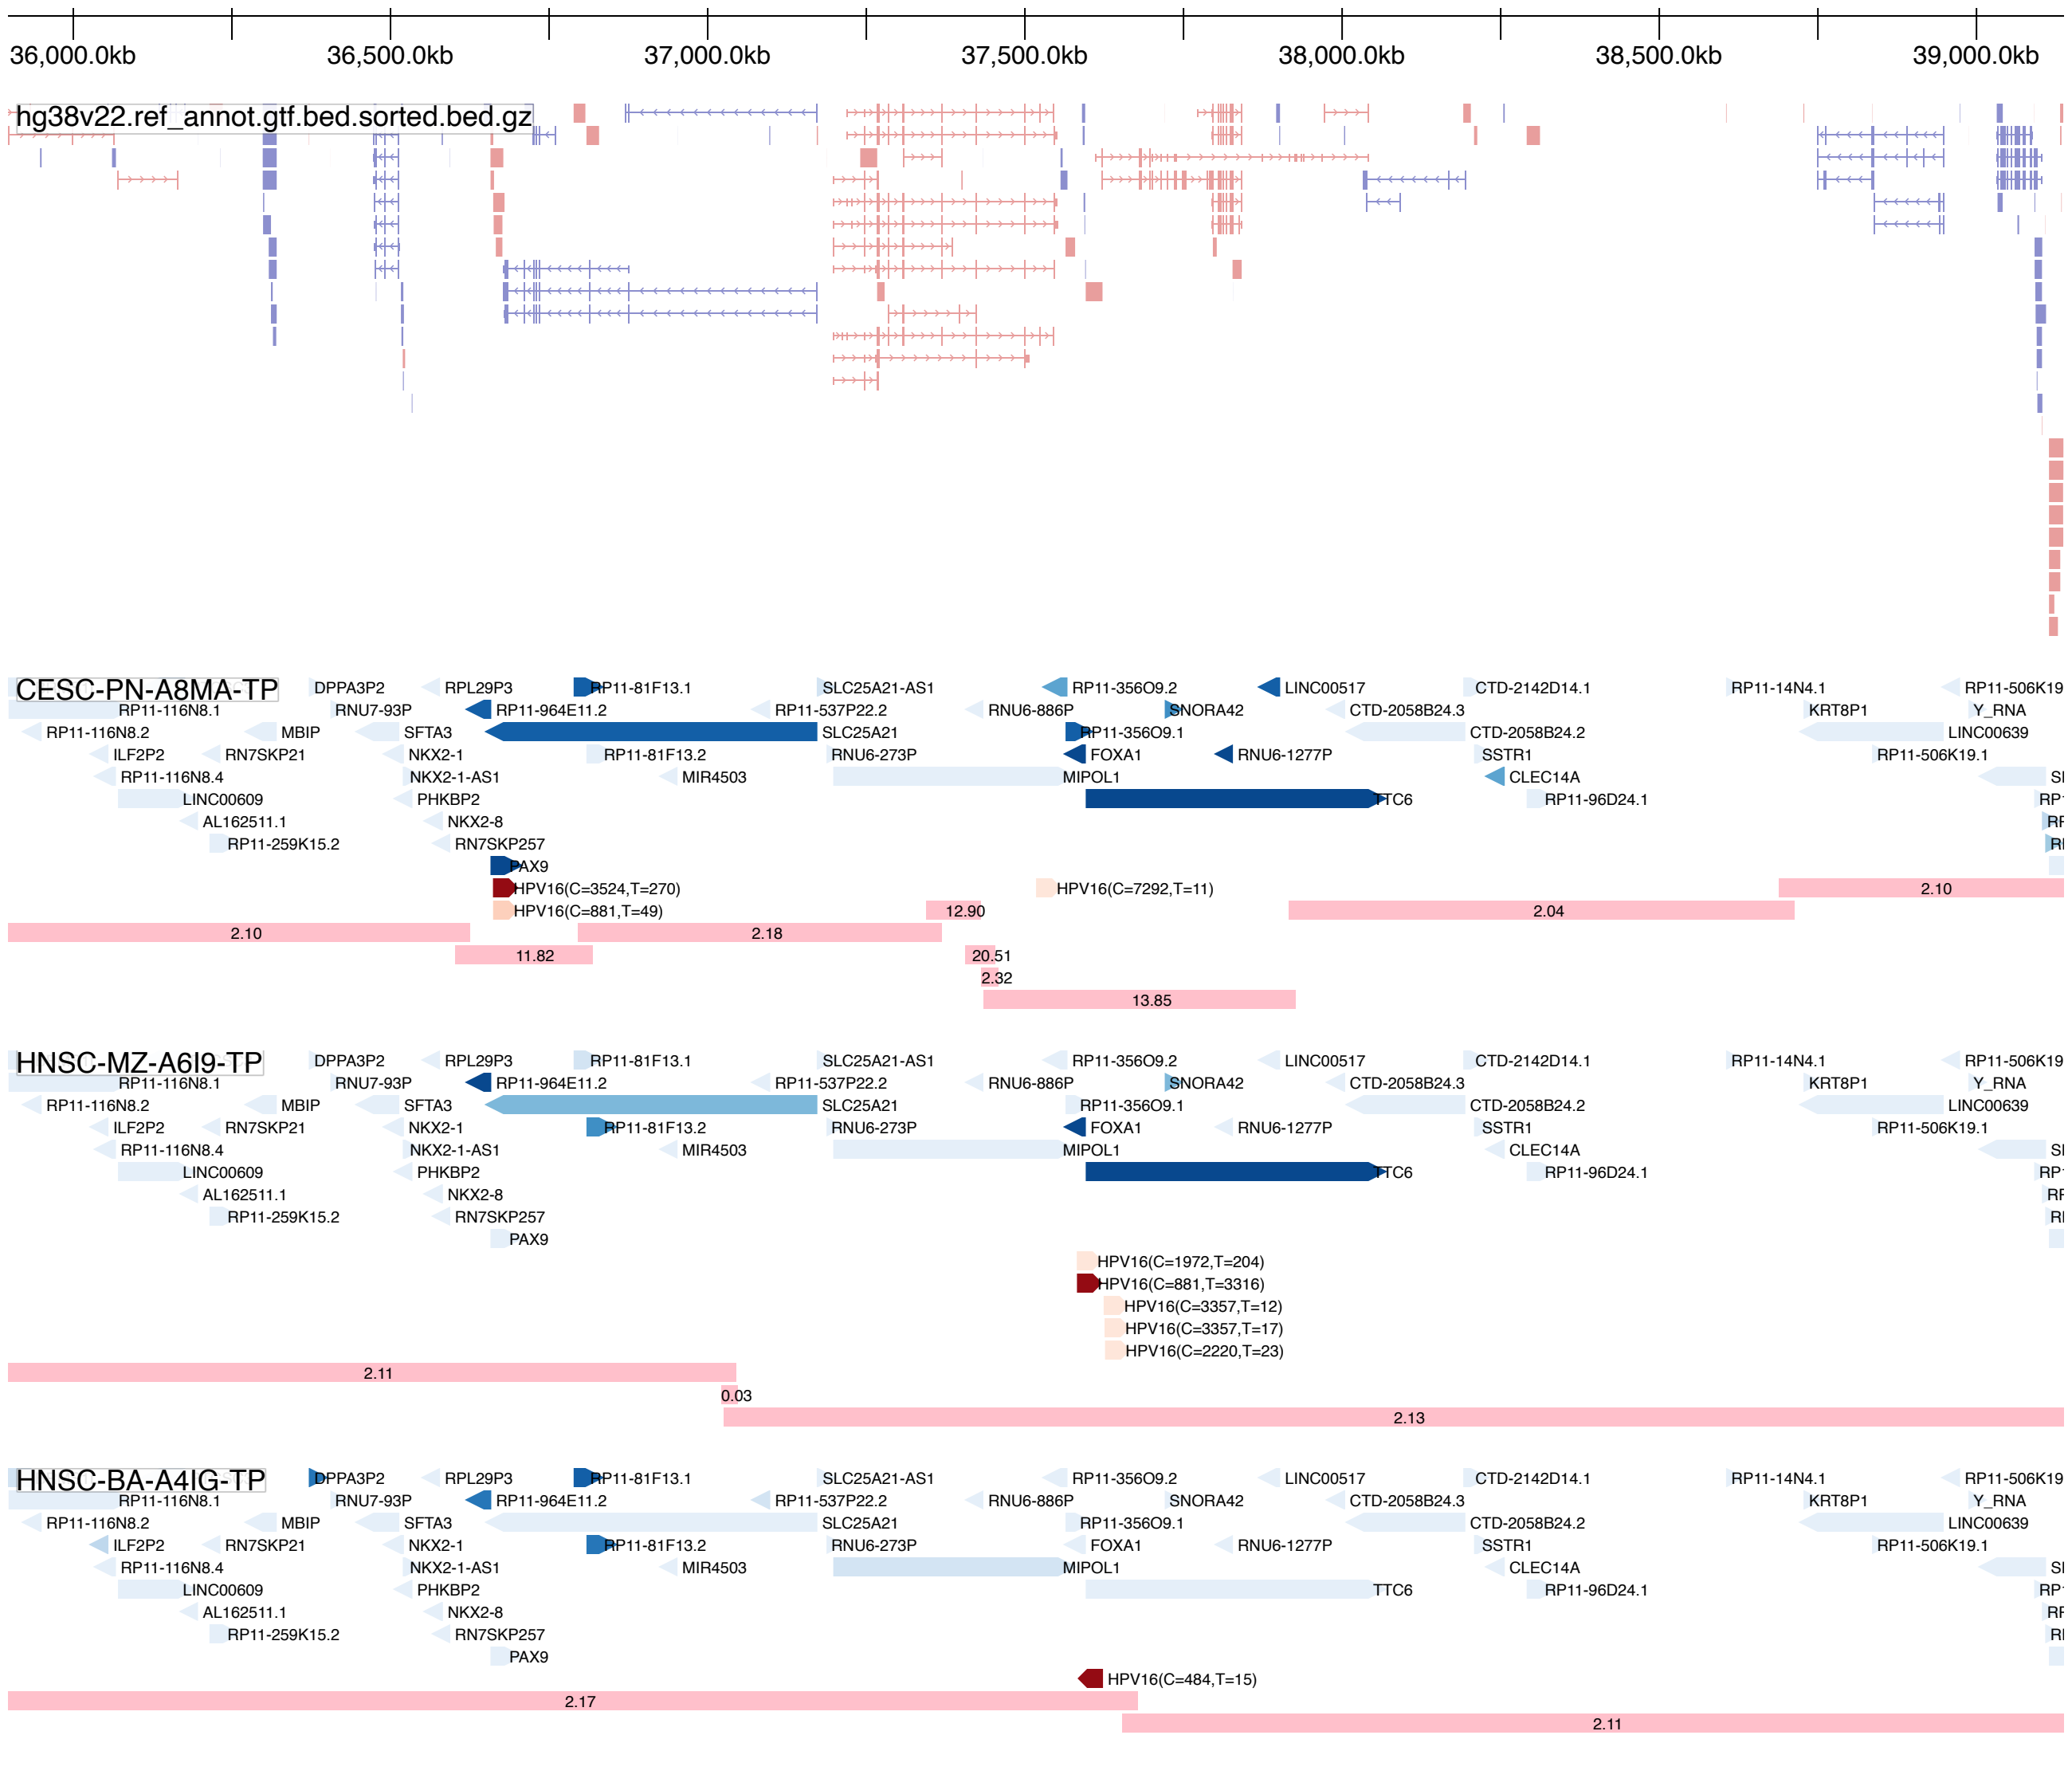 36,000.0kb 36,500.0kb 37,000.0kb 37,500.0kb 38,000.0kb 38,500.0kb 39,000.0kb
hg38v22.ref_annot.gtf.bed.sorted.bed.gz
CESC-PN-A8MA-TP DPPA3P2 RPL29P3 RP11-81F13.1 SLC25A21-AS1 RP11-356O9.2 LINC00517 CTD-2142D14.1 RP11-14N4.1 RP11-506K19
RP11-116N8.1 RNU7-93P RP11-964E11.2 RP11-537P22.2 RNU6-886P SNORA42 CTD-2058B24.3 KRT8P1 Y_RNA
RP11-116N8.2 MBIP SFTA3 SLC25A21 RP11-356O9.1 CTD-2058B24.2 LINC00639
ILF2P2 RN7SKP21 NKX2-1 RP11-81F13.2 RNU6-273P FOXA1 RNU6-1277P SSTR1 RP11-506K19.1
RP11-116N8.4 NKX2-1-AS1 MIR4503 MIPOL1 CLEC14A
LINC00609 PHKBP2 TTC6 RP11-96D24.1
AL162511.1 NKX2-8
RP11-259K15.2 RN7SKP257
PAX9
HPV16(C=3524,T=270) HPV16(C=7292,T=11) 2.10
HPV16(C=881,T=49) 12.90 2.04
2.10 2.18
11.82 20.51
2.32
13.85
HNSC-MZ-A6I9-TP DPPA3P2 RPL29P3 RP11-81F13.1 SLC25A21-AS1 RP11-356O9.2 LINC00517 CTD-2142D14.1 RP11-14N4.1 RP11-506K19
RP11-116N8.1 RNU7-93P RP11-964E11.2 RP11-537P22.2 RNU6-886P SNORA42 CTD-2058B24.3 KRT8P1 Y_RNA
RP11-116N8.2 MBIP SFTA3 SLC25A21 RP11-356O9.1 CTD-2058B24.2 LINC00639
ILF2P2 RN7SKP21 NKX2-1 RP11-81F13.2 RNU6-273P FOXA1 RNU6-1277P SSTR1 RP11-506K19.1
RP11-116N8.4 NKX2-1-AS1 MIR4503 MIPOL1 CLEC14A
LINC00609 PHKBP2 TTC6 RP11-96D24.1
AL162511.1 NKX2-8
RP11-259K15.2 RN7SKP257
PAX9
HPV16(C=1972,T=204)
HPV16(C=881,T=3316)
HPV16(C=3357,T=12)
HPV16(C=3357,T=17)
HPV16(C=2220,T=23)
2.11
0.03
2.13
HNSC-BA-A4IG-TP DPPA3P2 RPL29P3 RP11-81F13.1 SLC25A21-AS1 RP11-356O9.2 LINC00517 CTD-2142D14.1 RP11-14N4.1 RP11-506K19
RP11-116N8.1 RNU7-93P RP11-964E11.2 RP11-537P22.2 RNU6-886P SNORA42 CTD-2058B24.3 KRT8P1 Y_RNA
RP11-116N8.2 MBIP SFTA3 SLC25A21 RP11-356O9.1 CTD-2058B24.2 LINC00639
ILF2P2 RN7SKP21 NKX2-1 RP11-81F13.2 RNU6-273P FOXA1 RNU6-1277P SSTR1 RP11-506K19.1
RP11-116N8.4 NKX2-1-AS1 MIR4503 MIPOL1 CLEC14A
LINC00609 PHKBP2 TTC6 RP11-96D24.1
AL162511.1 NKX2-8
RP11-259K15.2 RN7SKP257
PAX9
HPV16(C=484,T=15)
2.17
2.11